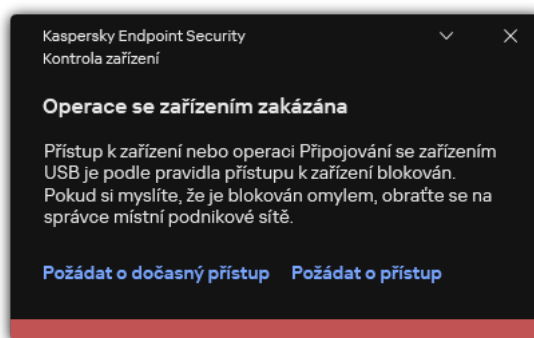 Kaspersky Endpoint Security
Kontrola zařízení
Operace se zařízením zakázána
Přístup k zařízení nebo operaci Připojování se zařízením
USB je podle pravidla přístupu k zařízení blokován.
Pokud si myslíte, že je blokován omylem, obraťte se na
správce místní podnikové sítě.
Požádat o dočasný přístup Požádat o přístup